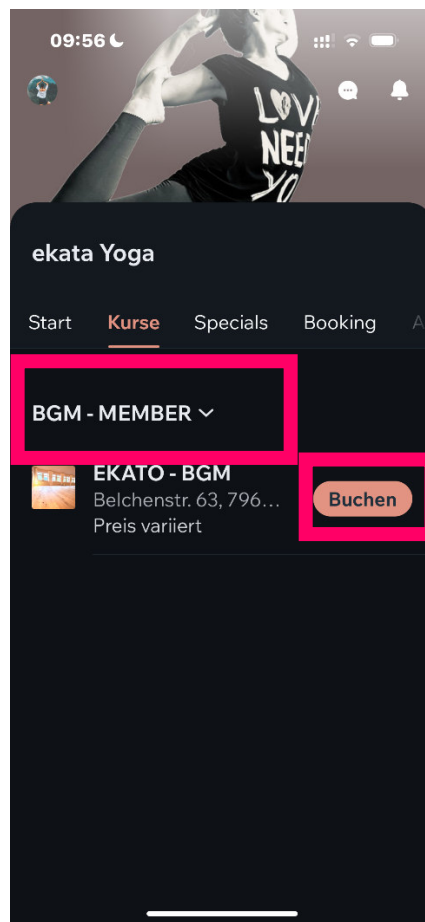 09:56
LOVE
NEED
YO
ekata Yoga
Start Kurse Specials Booking A
BGM - MEMBER
EKATO - BGM
Belchenstr. 63, 796...
Preis variiert
Buchen